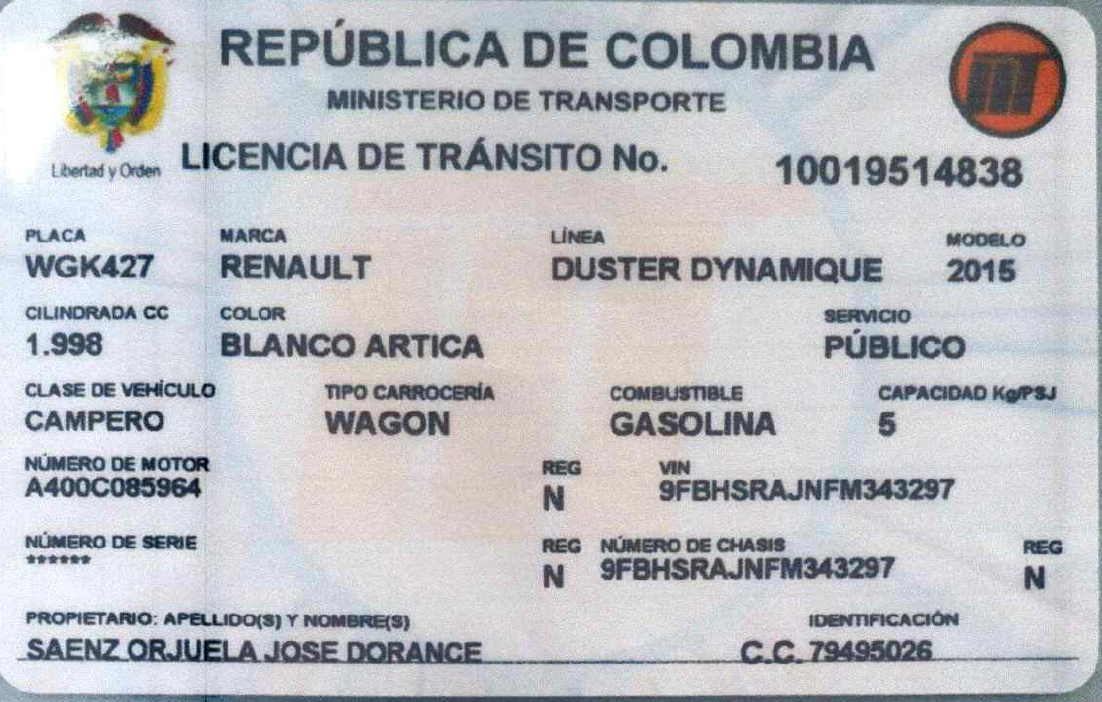 REPÚBLICA DE COLOMBIA
MINISTERIO DE TRANSPORTE
Libertad y Orden
LICENCIA DE TRÁNSITO No. 10019514838
PLACA MARCA LÍNEA MODELO
WGK427 RENAULT DUSTER DYNAMIQUE 2015
CILINDRADA CC COLOR SERVICIO
1.998 BLANCO ARTICA PÚBLICO
CLASE DE VEHÍCULO TIPO CARROCERÍA COMBUSTIBLE CAPACIDAD Kg/PSJ
CAMPERO WAGON GASOLINA 5
NÚMERO DE MOTOR REG VIN
A400C085964 N 9FBHSRAJNFM343297
NÚMERO DE SERIE REG NÚMERO DE CHASIS REG
****** N 9FBHSRAJNFM343297 N
PROPIETARIO: APELLIDO(S) Y NOMBRE(S) IDENTIFICACIÓN
SAENZ ORJUELA JOSE DORANCE C.C. 79495026